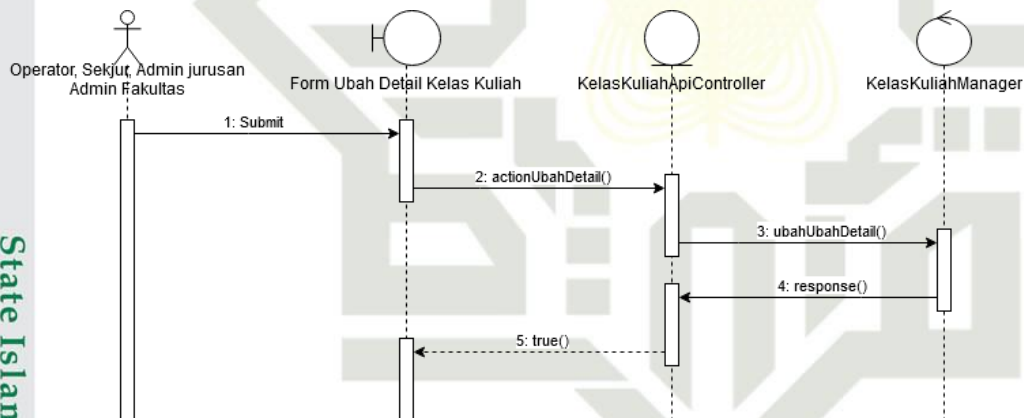 Operator, Sekjur, Admin jurusan
Admin Fakultas
Form Ubah Detail Kelas Kuliah
KelasKuliahApiController
KelasKuliahManager
1: Submit
2: actionUbahDetail()
3: ubahUbahDetail()
4: response()
5: true()
State Islam